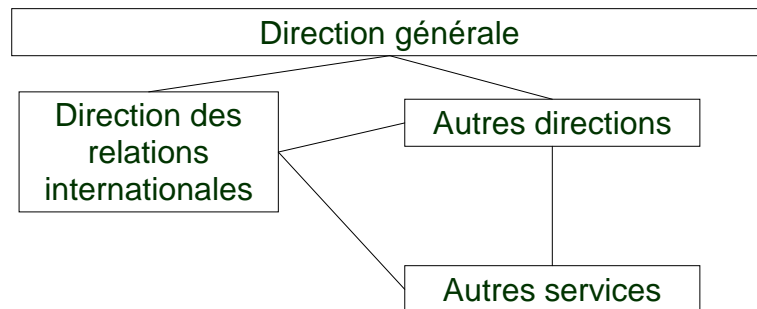 Direction générale
Direction des
relations
internationales
Autres directions
Autres services